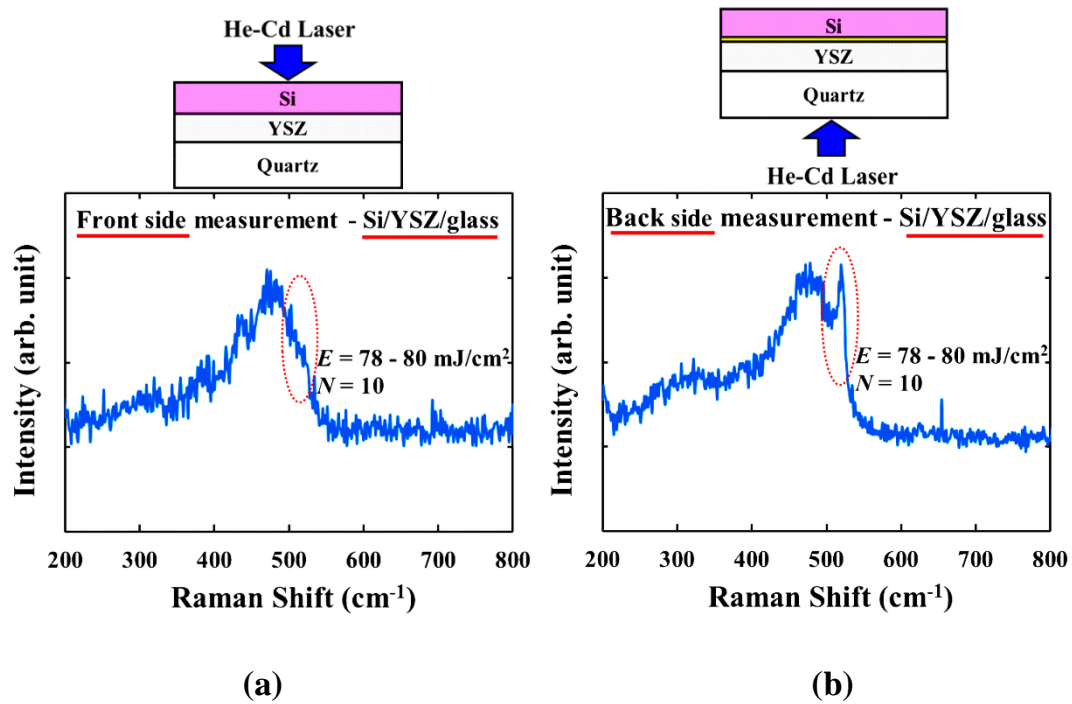 He-Cd Laser
Si
YSZ
Quartz
Front side measurement - Si/YSZ/glass
E = 78 - 80 mJ/cm²
N = 10
Intensity (arb. unit)
200 300 400 500 600 700 800
Raman Shift (cm⁻¹)
(a)
Si
YSZ
Quartz
He-Cd Laser
Back side measurement - Si/YSZ/glass
E = 78 - 80 mJ/cm²
N = 10
Intensity (arb. unit)
200 300 400 500 600 700 800
Raman Shift (cm⁻¹)
(b)